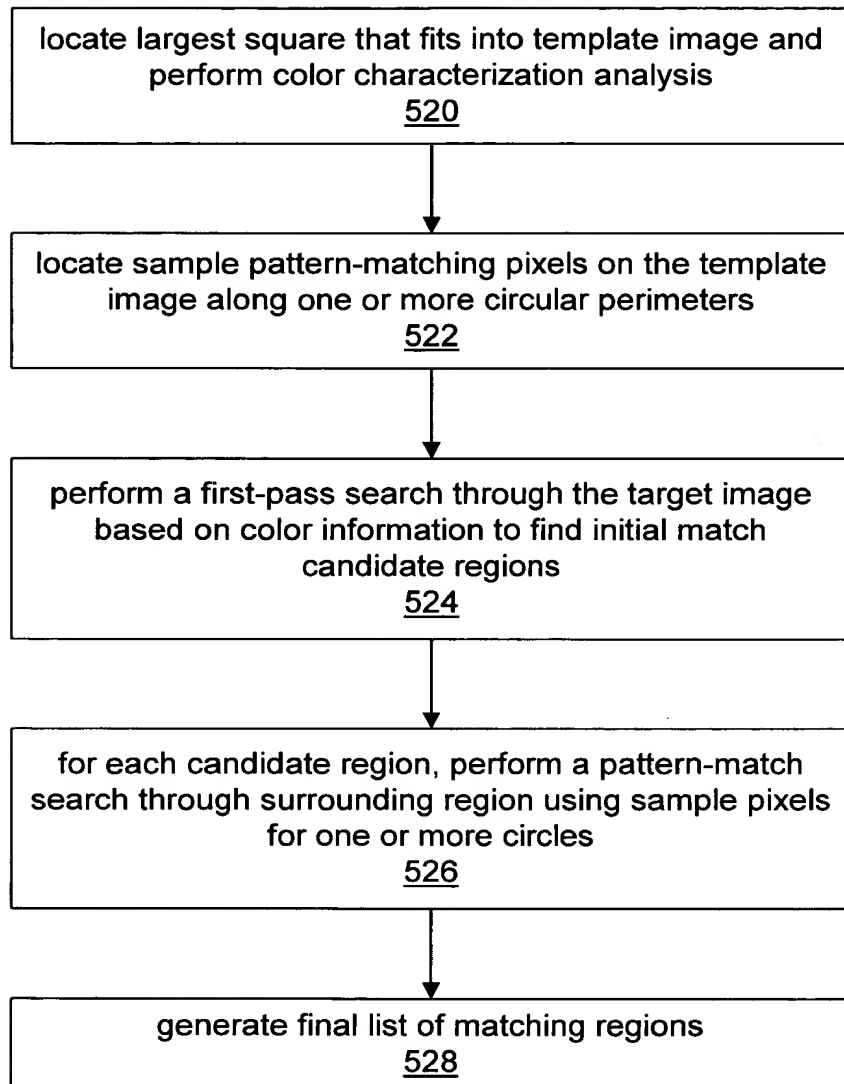 locate largest square that fits into template image and
perform color characterization analysis
520
locate sample pattern-matching pixels on the template
image along one or more circular perimeters
522
perform a first-pass search through the target image
based on color information to find initial match
candidate regions
524
for each candidate region, perform a pattern-match
search through surrounding region using sample pixels
for one or more circles
526
generate final list of matching regions
528